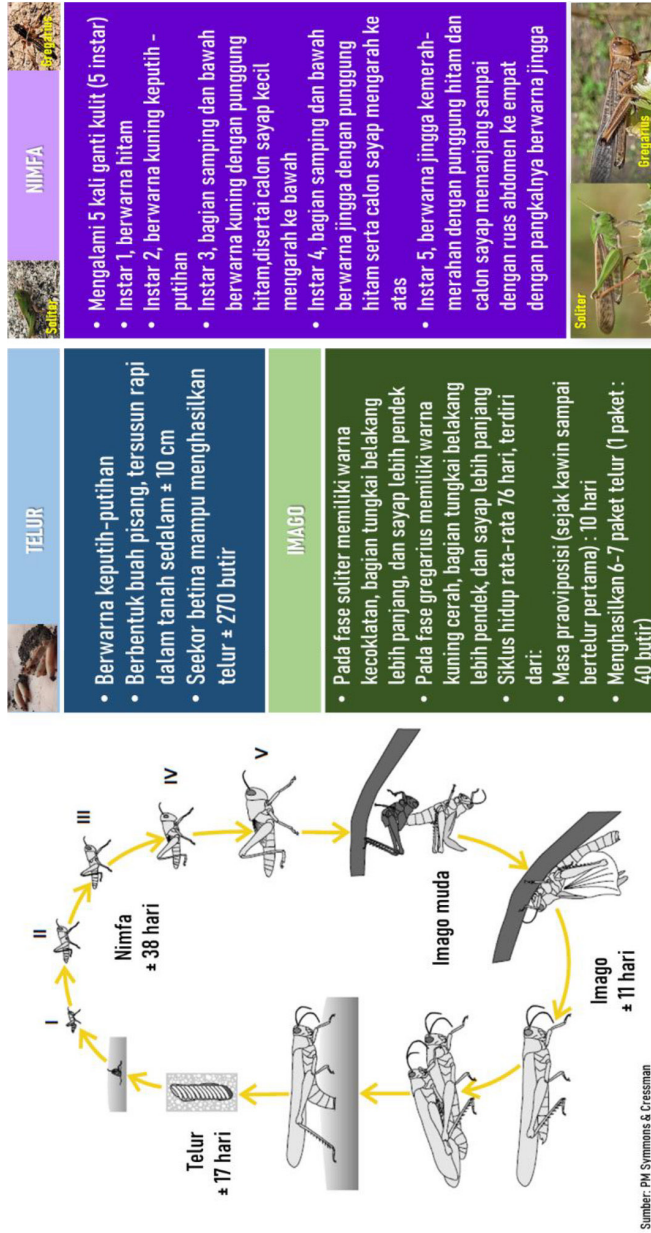 Telur
± 17 hari
I
II
III
IV
V
Nimfa
± 38 hari
Imago muda
Imago
± 11 hari
Sumber: PM Symmons & Cressman
TELUR
• Berwarna keputih-putihan
• Berbentuk buah pisang, tersusun rapi
dalam tanah sedalam ± 10 cm
• Seekor betina mampu menghasilkan
telur ± 270 butir
IMAGO
• Pada fase soliter memiliki warna
kecoklatan, bagian tungkai belakang
lebih panjang, dan sayap lebih pendek
• Pada fase gregarius memiliki warna
kuning cerah, bagian tungkai belakang
lebih pendek, dan sayap lebih panjang
• Siklus hidup rata-rata 76 hari, terdiri
dari:
• Masa praoviposisi (sejak kawin sampai
bertelur pertama) : 10 hari
• Menghasilkan 6-7 paket telur (1 paket :
40 butir)
Soliter
NIMFA
Gregarius
• Mengalami 5 kali ganti kulit (5 instar)
• Instar 1, berwarna hitam
• Instar 2, berwarna kuning keputih -
putihan
• Instar 3, bagian samping dan bawah
berwarna kuning dengan punggung
hitam,disertai calon sayap kecil
mengarah ke bawah
• Instar 4, bagian samping dan bawah
berwarna jingga dengan punggung
hitam serta calon sayap mengarah ke
atas
• Instar 5, berwarna jingga kemerah-
merahan dengan punggung hitam dan
calon sayap memanjang sampai
dengan ruas abdomen ke empat
dengan pangkalnya berwarna jingga
Soliter
Gregarius